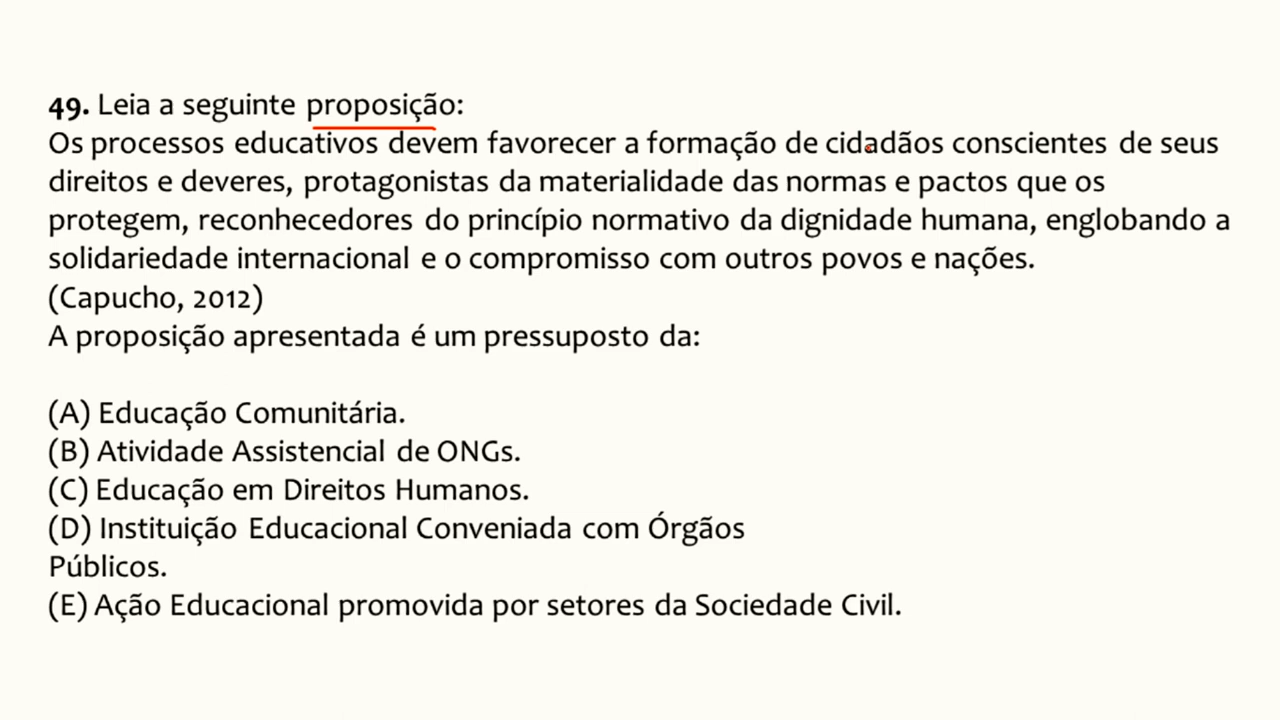 49. Leia a seguinte proposição:
Os processos educativos devem favorecer a formação de cidadãos conscientes de seus
direitos e deveres, protagonistas da materialidade das normas e pactos que os
protegem, reconhecedores do princípio normativo da dignidade humana, englobando a
solidariedade internacional e o compromisso com outros povos e nações.
(Capucho, 2012)
A proposição apresentada é um pressuposto da:
(A) Educação Comunitária.
(B) Atividade Assistencial de ONGs.
(C) Educação em Direitos Humanos.
(D) Instituição Educacional Conveniada com Órgãos
Públicos.
(E) Ação Educacional promovida por setores da Sociedade Civil.